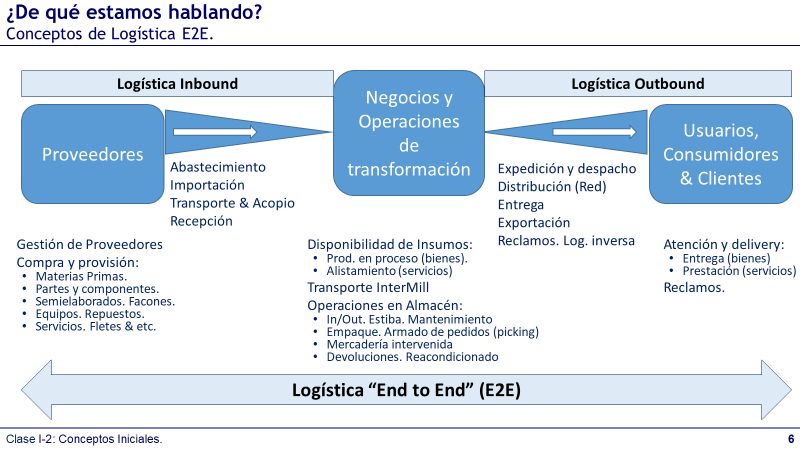 ¿De qué estamos hablando?
Conceptos de Logística E2E.
Logística Inbound
Logística Outbound
Proveedores
Negocios y
Operaciones
de
transformación
Usuarios,
Consumidores
& Clientes
Abastecimiento
Importación
Transporte & Acopio
Recepción
Expedición y despacho
Distribución (Red)
Entrega
Exportación
Reclamos. Log. inversa
Gestión de Proveedores
Compra y provisión:
• Materias Primas.
• Partes y componentes.
• Semielaborados. Facones.
• Equipos. Repuestos.
• Servicios. Fletes & etc.
Disponibilidad de Insumos:
• Prod. en proceso (bienes).
• Alistamiento (servicios)
Transporte InterMill
Operaciones en Almacén:
• In/Out. Estiba. Mantenimiento
• Empaque. Armado de pedidos (picking)
• Mercadería intervenida
• Devoluciones. Reacondicionado
Atención y delivery:
• Entrega (bienes)
• Prestación (servicios)
Reclamos.
Logística “End to End” (E2E)
Clase I-2: Conceptos Iniciales.
6